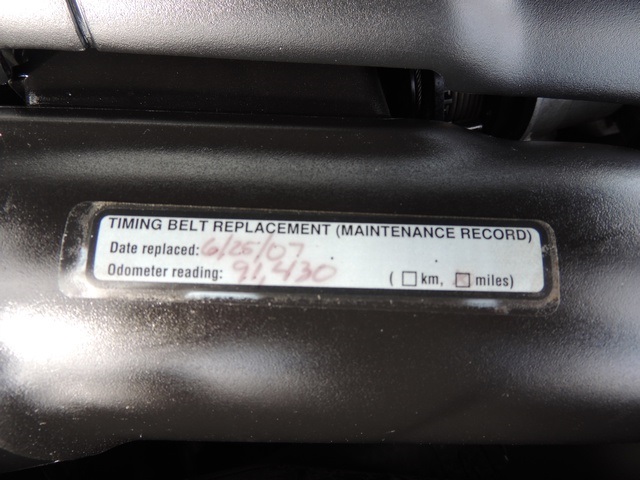 TIMING BELT REPLACEMENT (MAINTENANCE RECORD)
Date replaced: 6/25/07
Odometer reading: 91,430 ( ☐ km, ☒ miles)